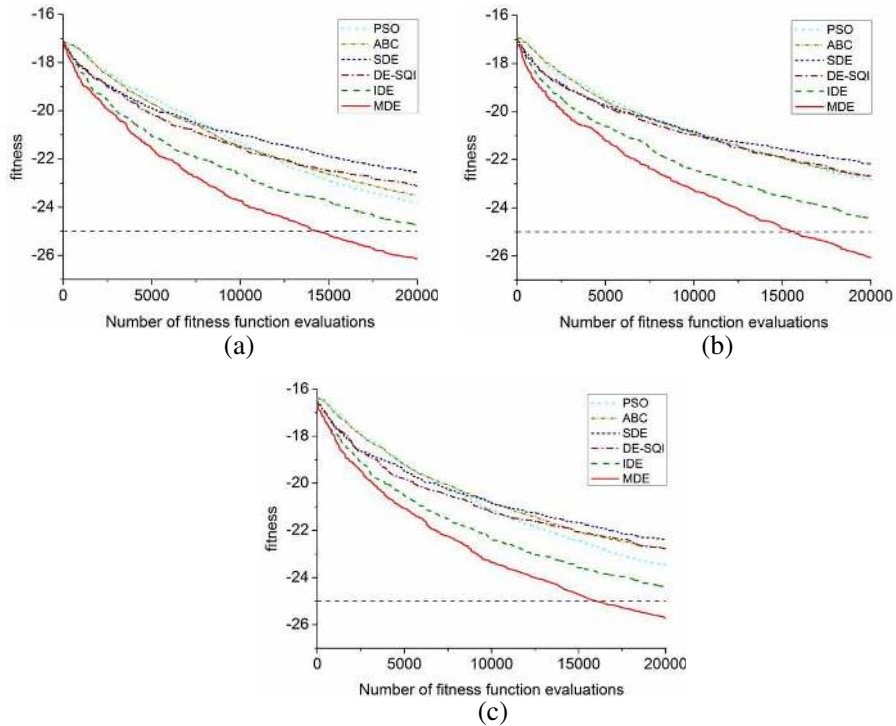 -16
-18
-20
-22
-24
-26
fitness
PSO
ABC
SDE
DE-SQI
IDE
MDE
0
5000
10000
15000
20000
Number of fitness function evaluations
(a)
-16
-18
-20
-22
-24
-26
fitness
PSO
ABC
SDE
DE-SQI
IDE
MDE
0
5000
10000
15000
20000
Number of fitness function evaluations
(b)
-16
-18
-20
-22
-24
-26
fitness
PSO
ABC
SDE
DE-SQI
IDE
MDE
0
5000
10000
15000
20000
Number of fitness function evaluations
(c)